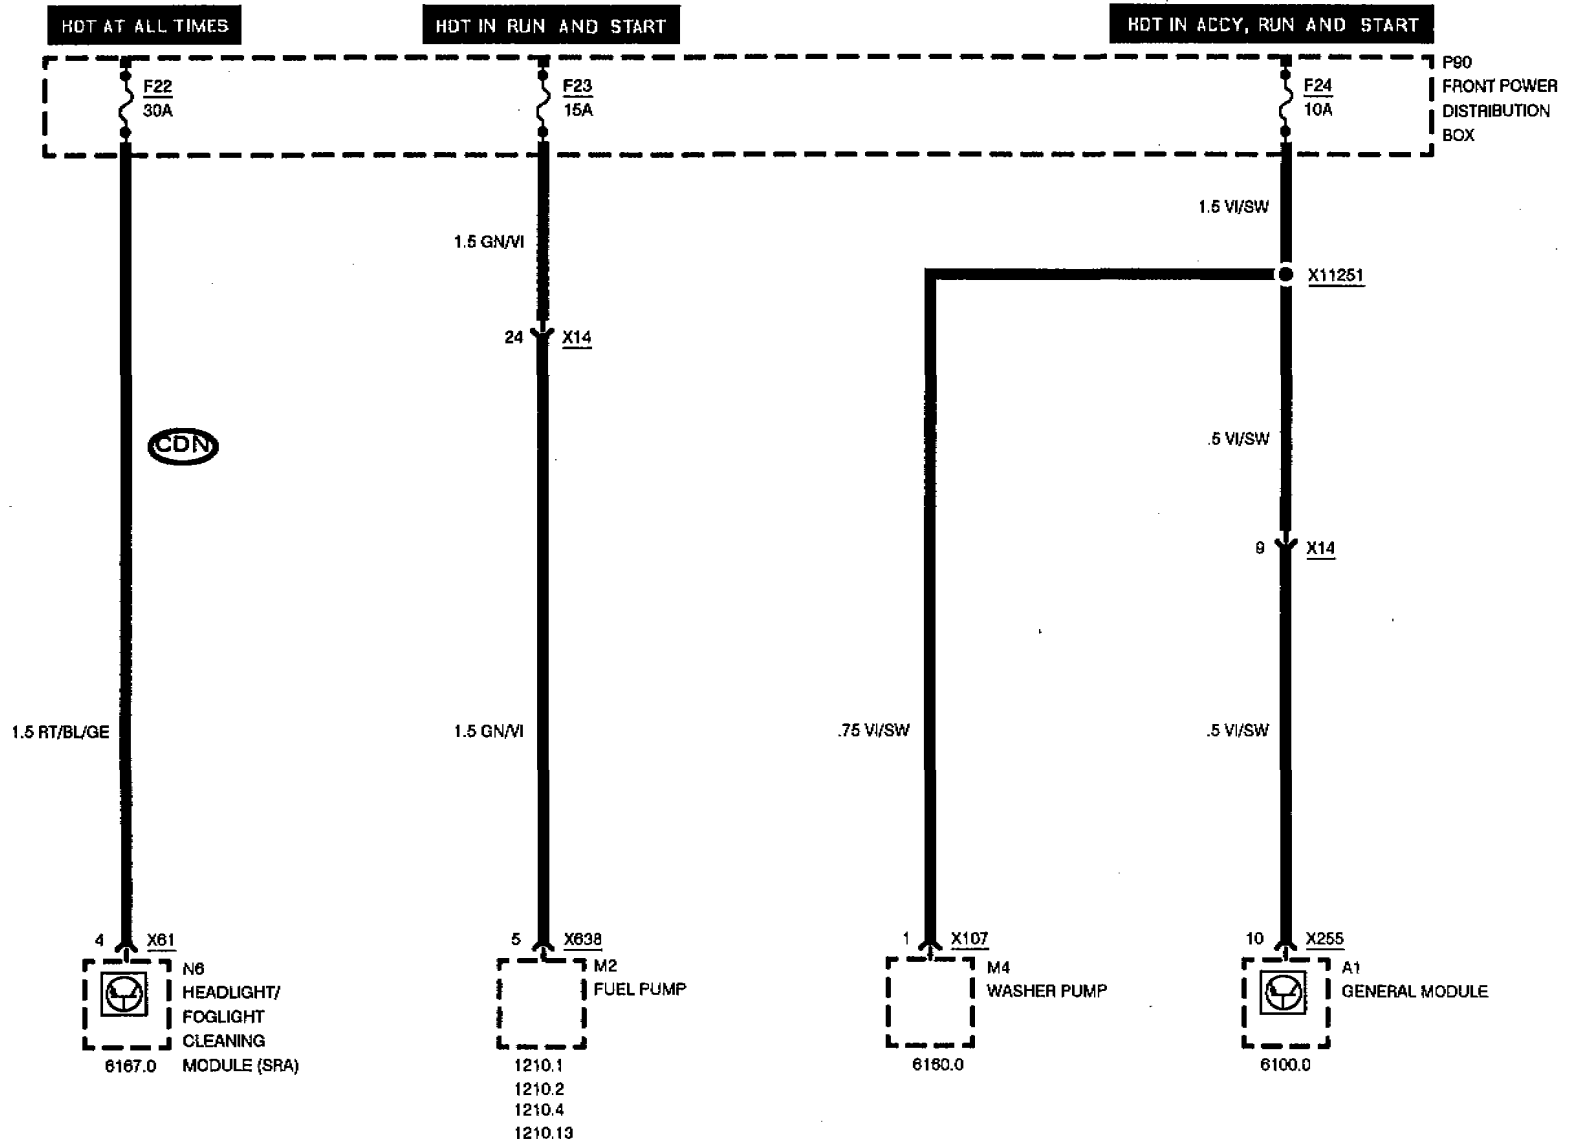 HOT AT ALL TIMES
HOT IN RUN AND START
HOT IN ACCY, RUN AND START
F22
30A
F23
15A
F24
10A
P90
FRONT POWER
DISTRIBUTION
BOX
1.5 VI/SW
1.5 GN/VI
X11251
24
X14
CDN
.5 VI/SW
9
X14
1.5 RT/BL/GE
1.5 GN/VI
.75 VI/SW
.5 VI/SW
4
X61
5
X638
1
X107
10
X255
N6
HEADLIGHT/
FOGLIGHT
CLEANING
MODULE (SRA)
6167.0
M2
FUEL PUMP
1210.1
1210.2
1210.4
1210.13
M4
WASHER PUMP
6160.0
A1
GENERAL MODULE
6100.0